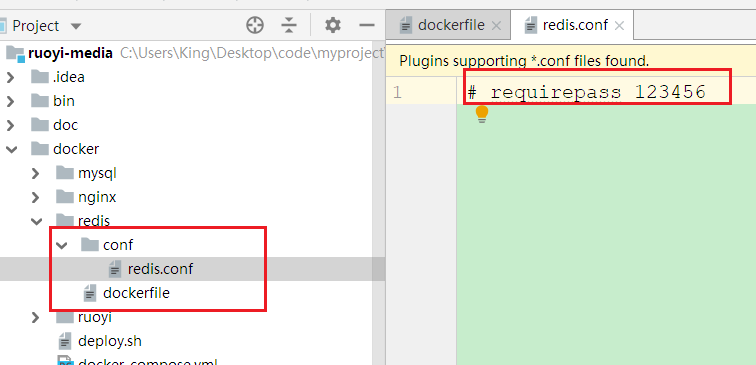 Project
ruoyi-media C:\Users\King\Desktop\code\myproject
.idea
bin
doc
docker
mysql
nginx
redis
conf
redis.conf
dockerfile
ruoyi
deploy.sh
docker-compose.yml
dockerfile
redis.conf
Plugins supporting *.conf files found.
1
# requirepass 123456